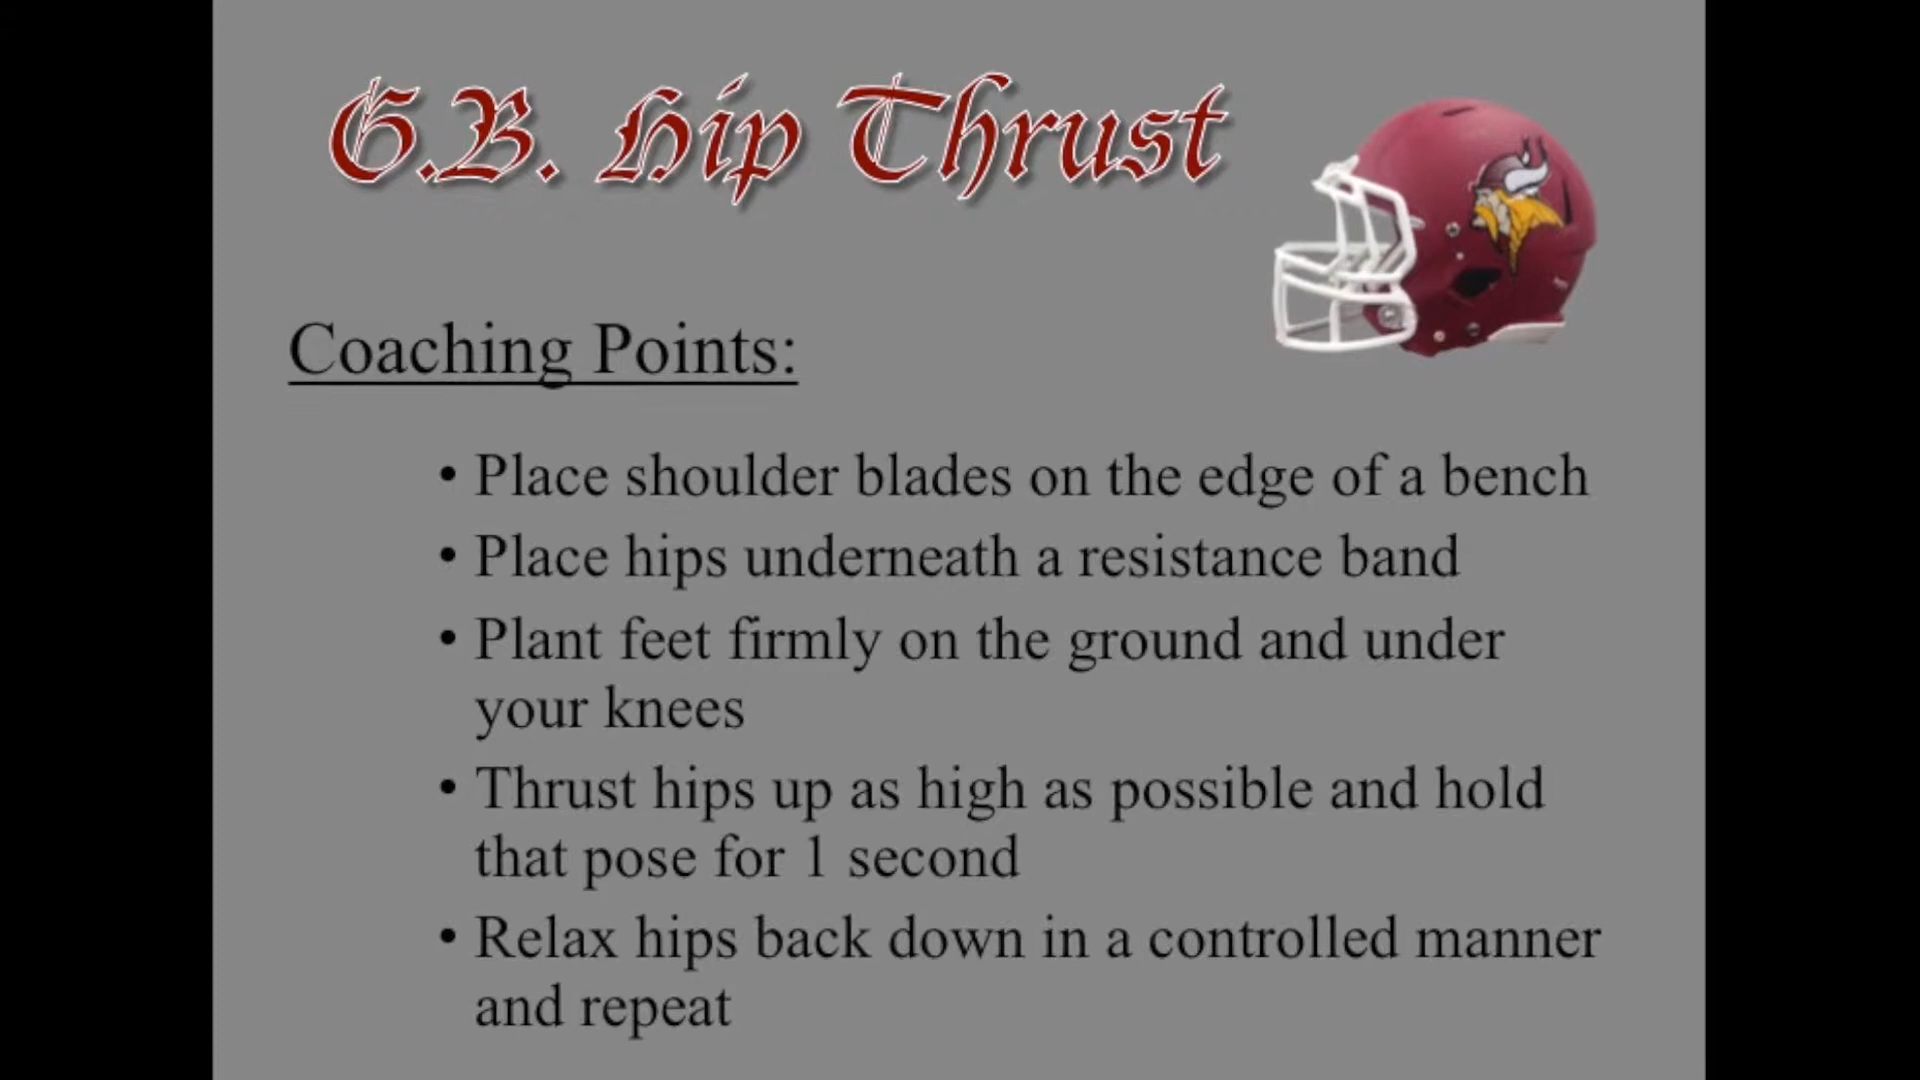 G.B. Hip Thrust
Coaching Points:
• Place shoulder blades on the edge of a bench
• Place hips underneath a resistance band
• Plant feet firmly on the ground and under
your knees
• Thrust hips up as high as possible and hold
that pose for 1 second
• Relax hips back down in a controlled manner
and repeat